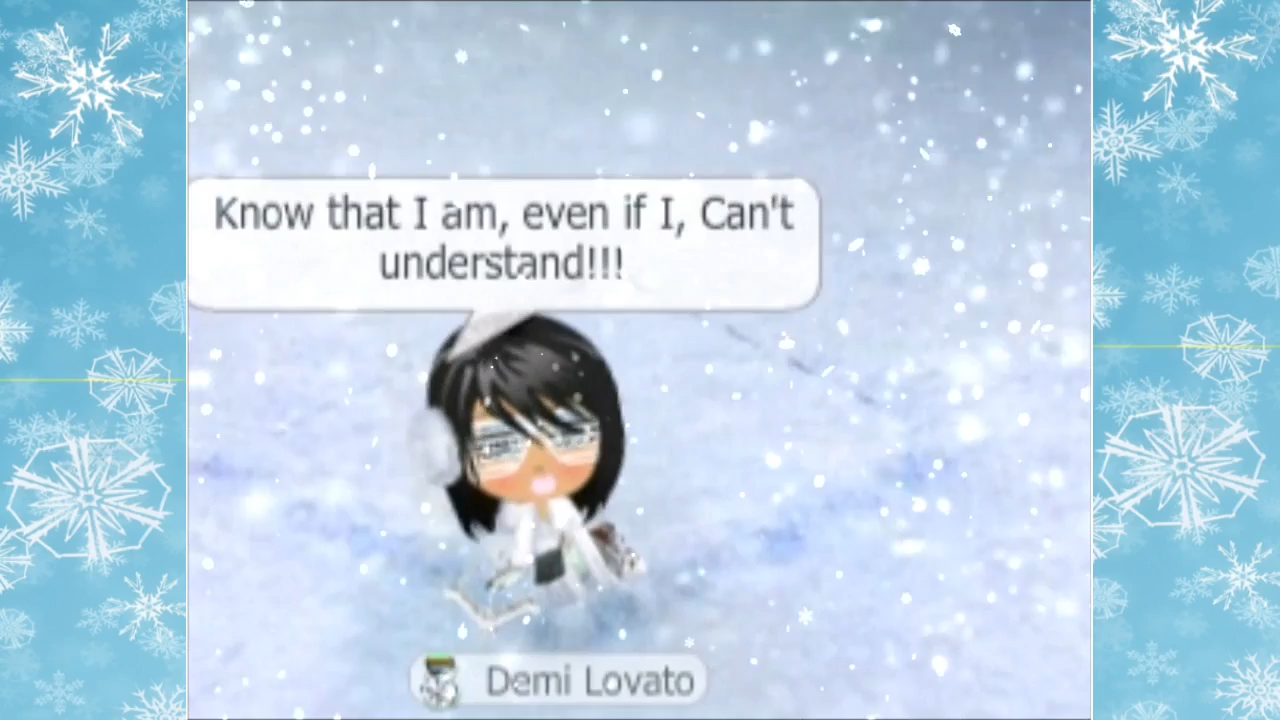 Know that I am, even if I, Can't
understand!!!
Demi Lovato